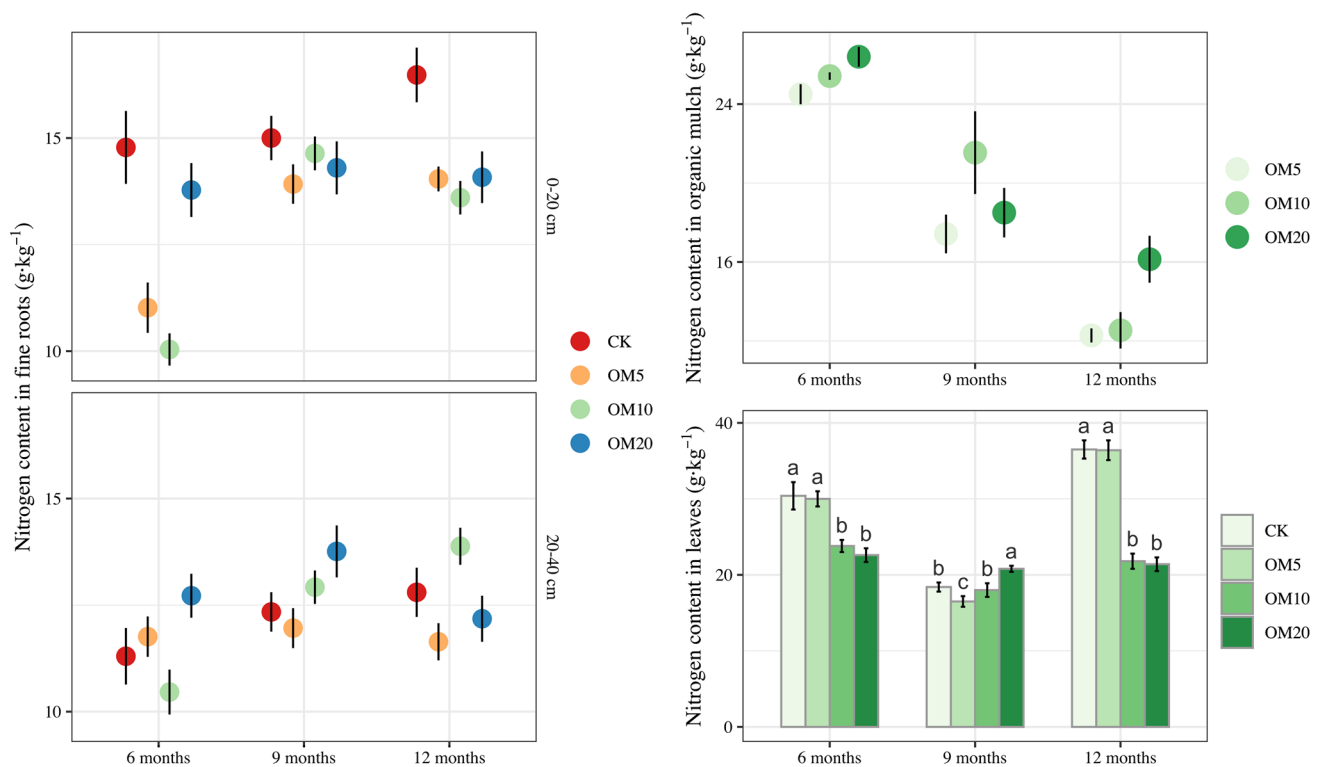 Nitrogen content in fine roots (g·kg⁻¹)
15
10
0-20 cm
15
10
20-40 cm
6 months 9 months 12 months
CK
OM5
OM10
OM20
Nitrogen content in organic mulch (g·kg⁻¹)
24
16
6 months 9 months 12 months
OM5
OM10
OM20
Nitrogen content in leaves (g·kg⁻¹)
40
20
0
a a b b
b c b a
a a b b
6 months 9 months 12 months
CK
OM5
OM10
OM20